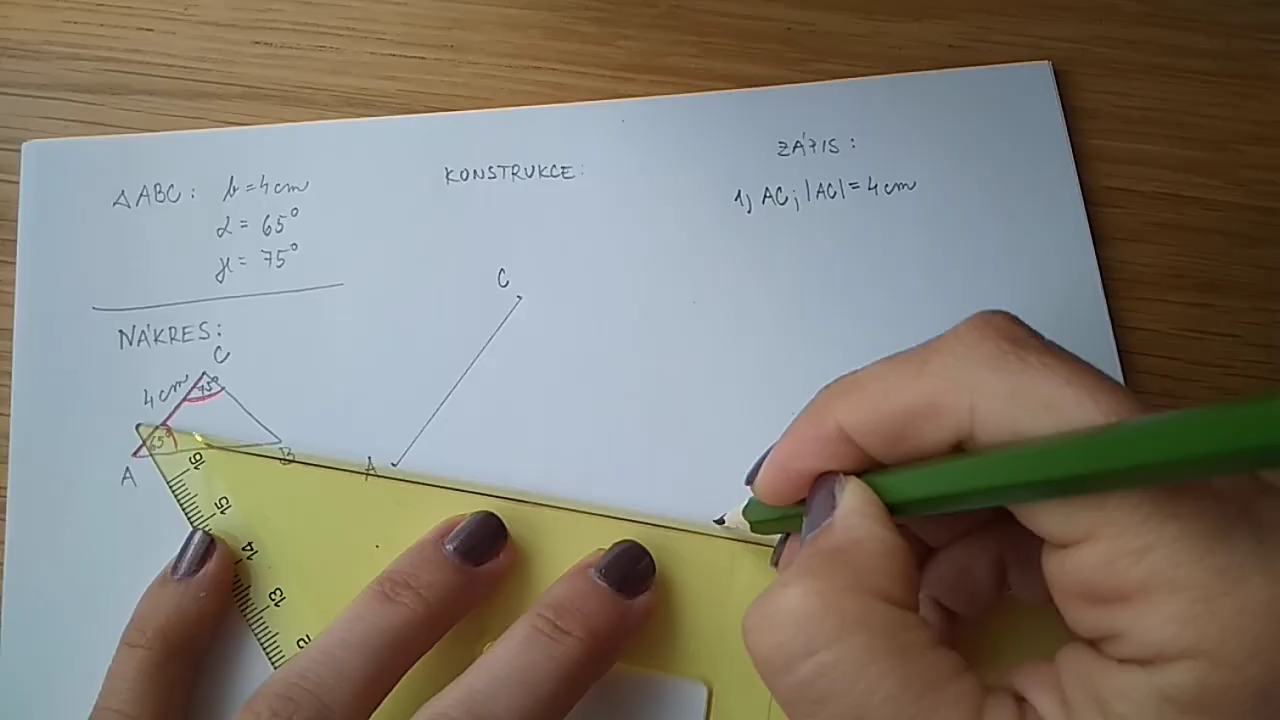 △ABC: b = 4 cm
α = 65°
γ = 75°
NÁKRES:
C
4 cm
75°
65°
A
B
KONSTRUKCE:
C
A
ZÁPIS:
1) AC; |AC| = 4 cm
16
15
14
13